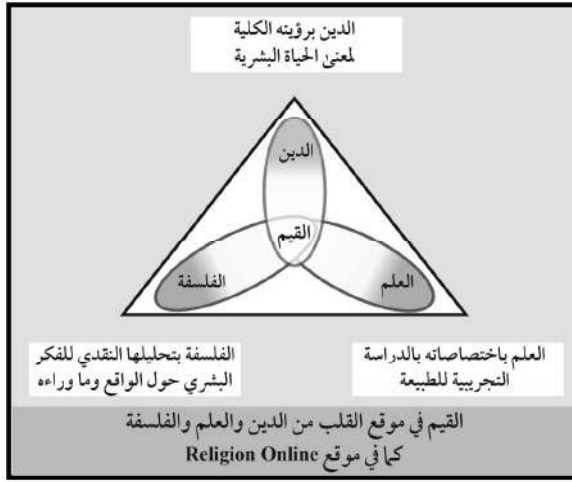 الدين برؤيته الكلية
لمعنىٰ الحياة البشرية
الدين
القيم
العلم
الفلسفة
العلم باختصاصاته بالدراسة
التجريبية للطبيعة
الفلسفة بتحليلها النقدي للفكر
البشري حول الواقع وما وراءه
القيم في موقع القلب من الدين والعلم والفلسفة
كما في موقع Religion Online